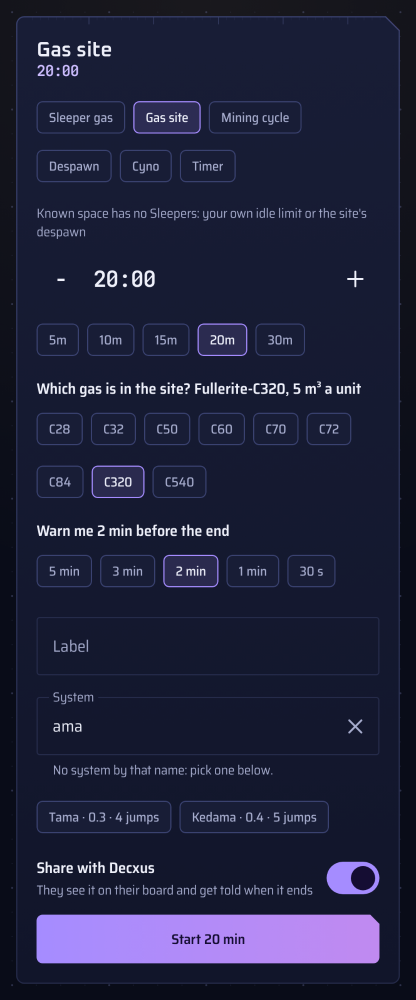 Gas site
20:00
Sleeper gas Gas site Mining cycle
Despawn Cyno Timer
Known space has no Sleepers: your own idle limit or the site's
despawn
- 20:00 +
5m 10m 15m 20m 30m
Which gas is in the site? Fullerite-C320, 5 m³ a unit
C28 C32 C50 C60 C70 C72
C84 C320 C540
Warn me 2 min before the end
5 min 3 min 2 min 1 min 30 s
Label
System
ama
No system by that name: pick one below.
Tama · 0.3 · 4 jumps Kedama · 0.4 · 5 jumps
Share with Decxus
They see it on their board and get told when it ends
Start 20 min